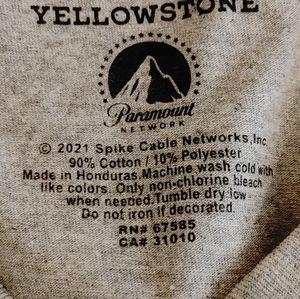 YELLOWSTONE
Paramount
NETWORK
© 2021 Spike Cable Networks, Inc.
90% Cotton / 10% Polyester
Made in Honduras. Machine wash cold with
like colors. Only non-chlorine bleach
when needed. Tumble dry low
Do not iron if decorated.
RN# 67585
CA# 31010